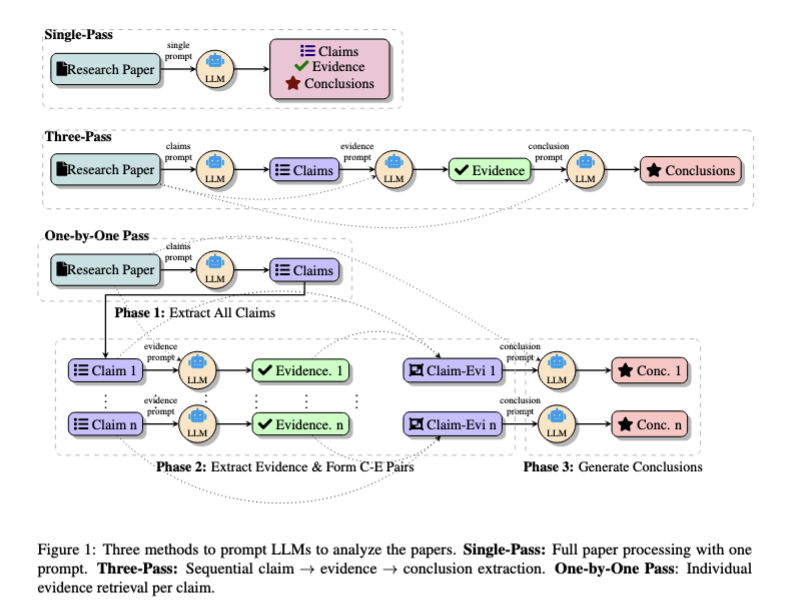 Single-Pass
single
prompt
Research Paper
LLM
Claims
Evidence
Conclusions
Three-Pass
claims
prompt
evidence
prompt
conclusion
prompt
Research Paper
LLM
Claims
LLM
Evidence
LLM
Conclusions
One-by-One Pass
claims
prompt
Research Paper
LLM
Claims
Phase 1: Extract All Claims
evidence
prompt
conclusion
prompt
Claim 1
LLM
Evidence. 1
Claim-Evi 1
LLM
Conc. 1
evidence
prompt
conclusion
prompt
Claim n
LLM
Evidence. n
Claim-Evi n
LLM
Conc. n
Phase 2: Extract Evidence & Form C-E Pairs
Phase 3: Generate Conclusions
Figure 1: Three methods to prompt LLMs to analyze the papers. Single-Pass: Full paper processing with one
prompt. Three-Pass: Sequential claim → evidence → conclusion extraction. One-by-One Pass: Individual
evidence retrieval per claim.